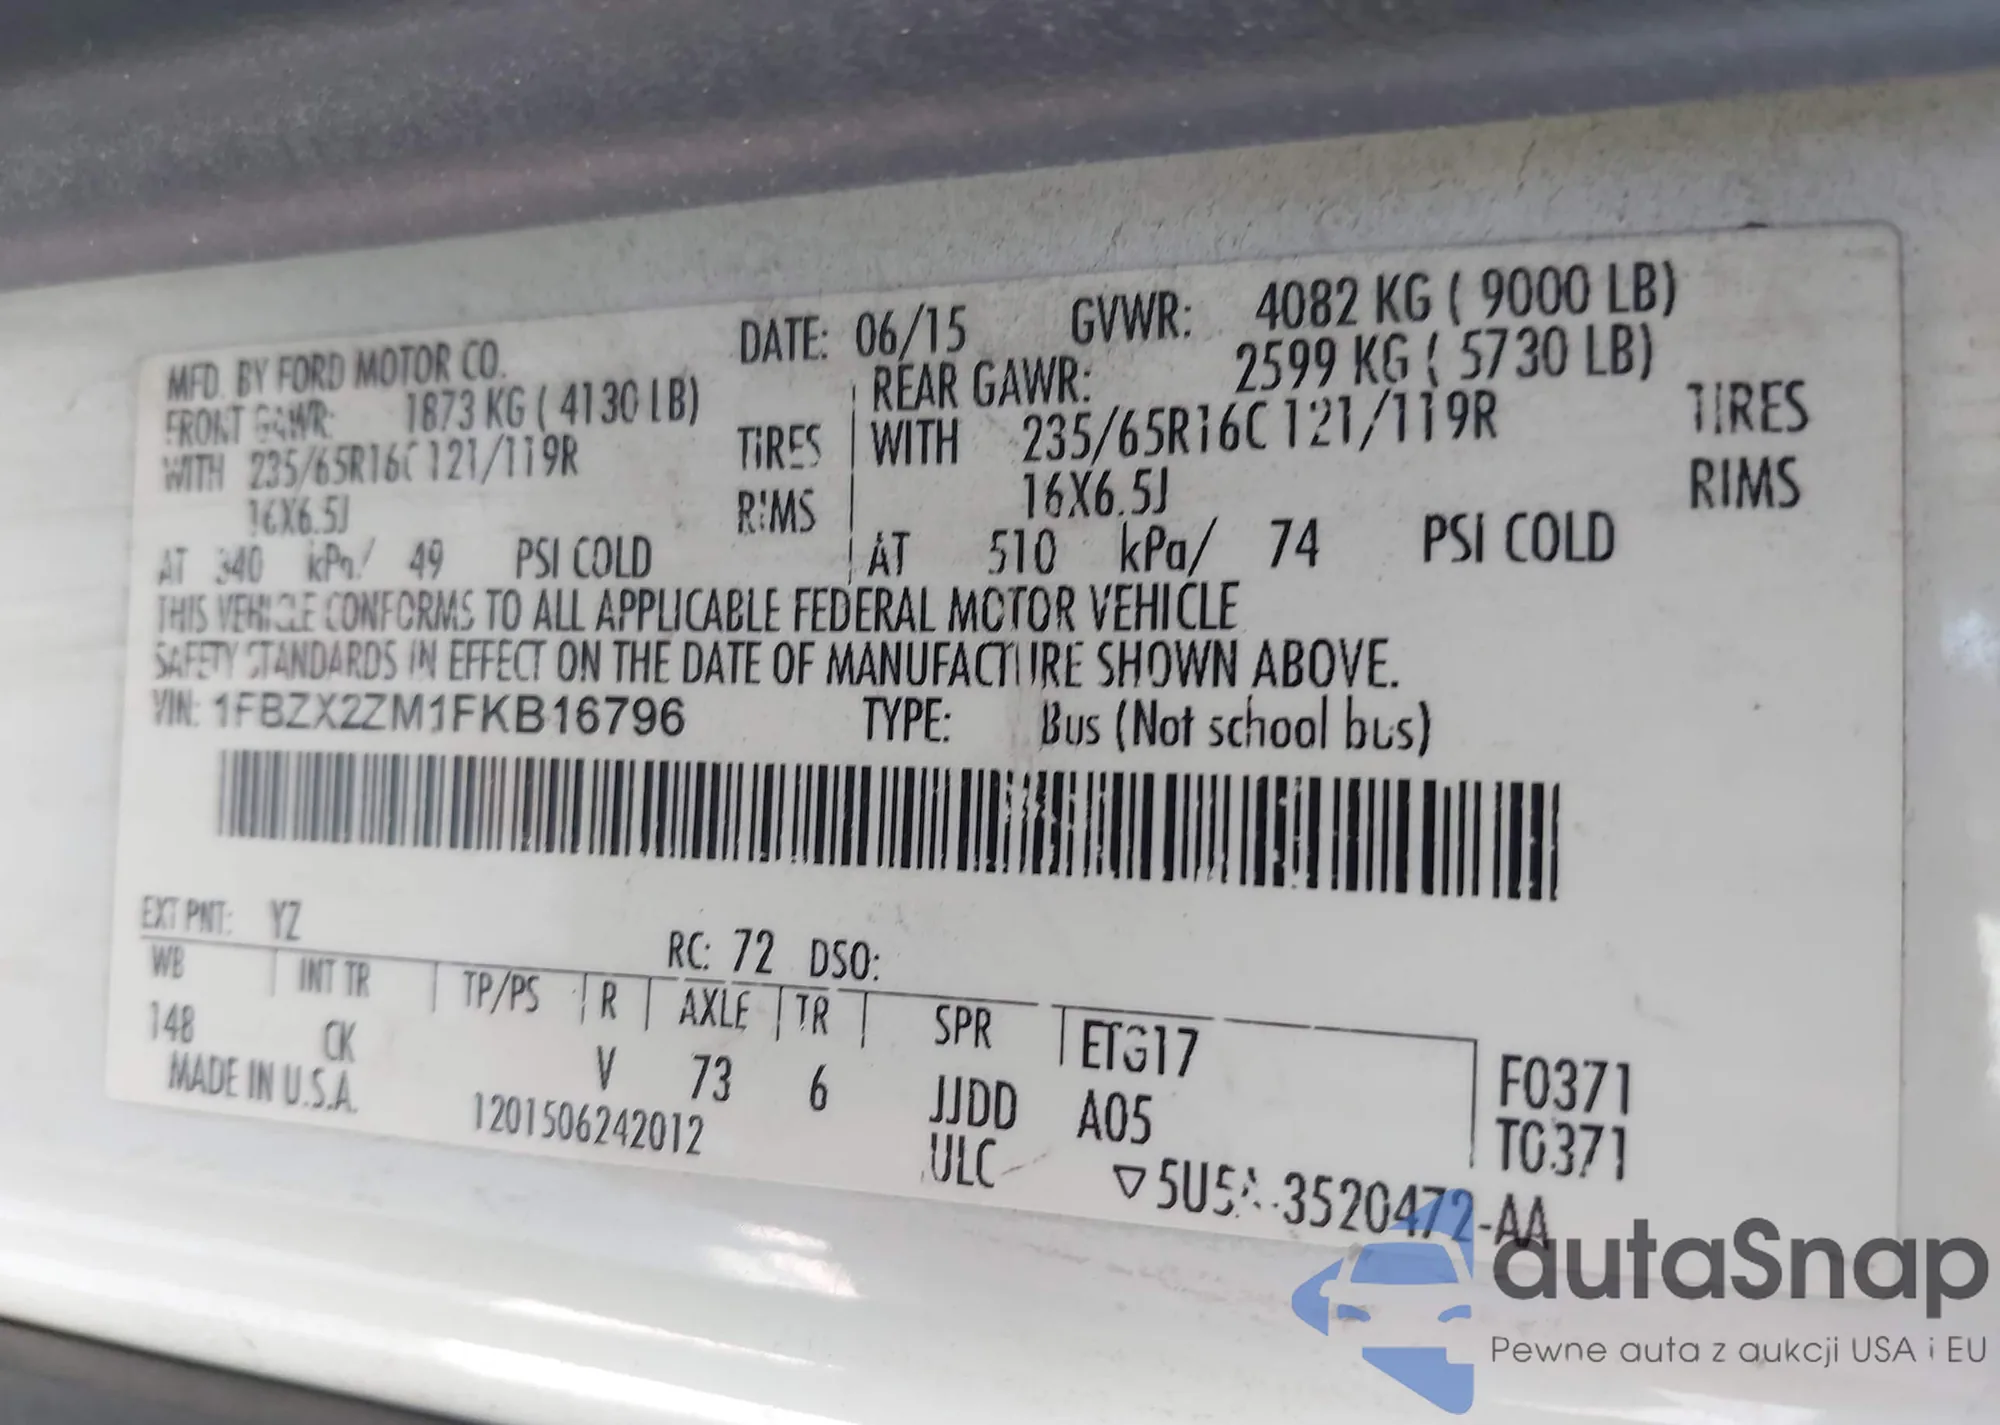 MFD. BY FORD MOTOR CO. DATE: 06/15 GVWR: 4082 KG ( 9000 LB)
FRONT GAWR: 1873 KG ( 4130 LB) REAR GAWR: 2599 KG ( 5730 LB)
WITH 235/65R16C 121/119R TIRES WITH 235/65R16C 121/119R TIRES
16X6.5J RIMS 16X6.5J RIMS
AT 340 kPa/ 49 PSI COLD AT 510 kPa/ 74 PSI COLD
THIS VEHICLE CONFORMS TO ALL APPLICABLE FEDERAL MOTOR VEHICLE
SAFETY STANDARDS IN EFFECT ON THE DATE OF MANUFACTURE SHOWN ABOVE.
VIN: 1FBZX2ZM1FKB16796 TYPE: Bus (Not school bus)
EXT PNT: YZ RC: 72 DSO:
WB INT TR TP/PS R AXLE TR SPR ETG17 F0371
148 CK V 73 6 JJDD A05 T0371
MADE IN U.S.A. 1201506242012 ULC ▽5U5A-3520472-AA
autaSnap
Pewne auta z aukcji USA i EU